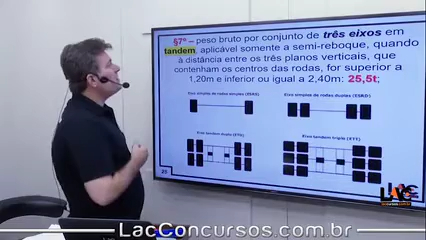 §7º – peso bruto por conjunto de três eixos em
tandem, aplicável somente a semi-reboque, quando
à distância entre os três planos verticais, que
contenham os centros das rodas, for superior a
1,20m e inferior ou igual a 2,40m: 25,5t;
Eixo simples de rodas simples (ESRS)
Eixo simples de rodas duplas (ESRD)
Eixo tandem duplo (ETD)
Eixo tandem triplo (ETT)
25
LAC
LacConcursos.com.br